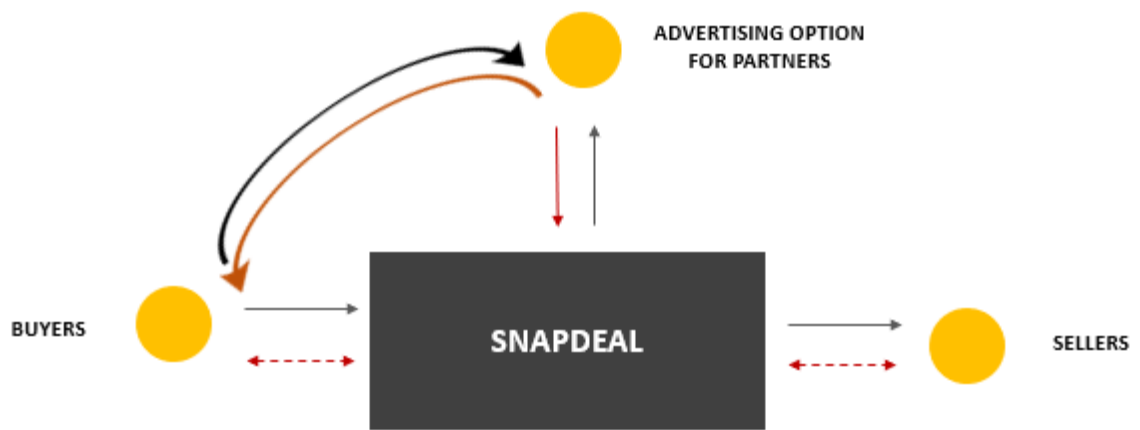 ADVERTISING OPTION
FOR PARTNERS
BUYERS
SNAPDEAL
SELLERS